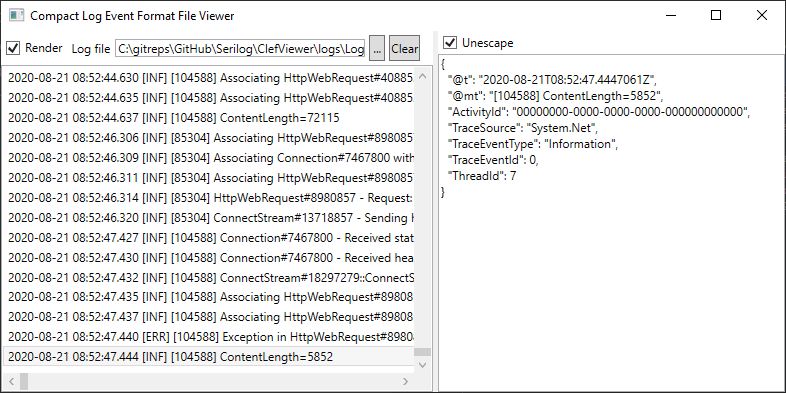 Compact Log Event Format File Viewer
Render Log file C:\gitreps\GitHub\Serilog\ClefViewer\logs\Log ... Clear
2020-08-21 08:52:44.630 [INF] [104588] Associating HttpWebRequest#40885
2020-08-21 08:52:44.635 [INF] [104588] Associating HttpWebRequest#40885
2020-08-21 08:52:44.637 [INF] [104588] ContentLength=72115
2020-08-21 08:52:46.306 [INF] [85304] Associating HttpWebRequest#8980857
2020-08-21 08:52:46.309 [INF] [85304] Associating Connection#7467800 with
2020-08-21 08:52:46.311 [INF] [85304] Associating HttpWebRequest#8980857
2020-08-21 08:52:46.314 [INF] [85304] HttpWebRequest#8980857 - Request:
2020-08-21 08:52:46.320 [INF] [85304] ConnectStream#13718857 - Sending
2020-08-21 08:52:47.427 [INF] [104588] Connection#7467800 - Received stat
2020-08-21 08:52:47.430 [INF] [104588] Connection#7467800 - Received hea
2020-08-21 08:52:47.432 [INF] [104588] ConnectStream#18297279::ConnectS
2020-08-21 08:52:47.435 [INF] [104588] Associating HttpWebRequest#89808
2020-08-21 08:52:47.437 [INF] [104588] Associating HttpWebRequest#89808
2020-08-21 08:52:47.440 [ERR] [104588] Exception in HttpWebRequest#8980
2020-08-21 08:52:47.444 [INF] [104588] ContentLength=5852
Unescape
{
"@t": "2020-08-21T08:52:47.4447061Z",
"@mt": "[104588] ContentLength=5852",
"ActivityId": "00000000-0000-0000-0000-000000000000",
"TraceSource": "System.Net",
"TraceEventType": "Information",
"TraceEventId": 0,
"ThreadId": 7
}